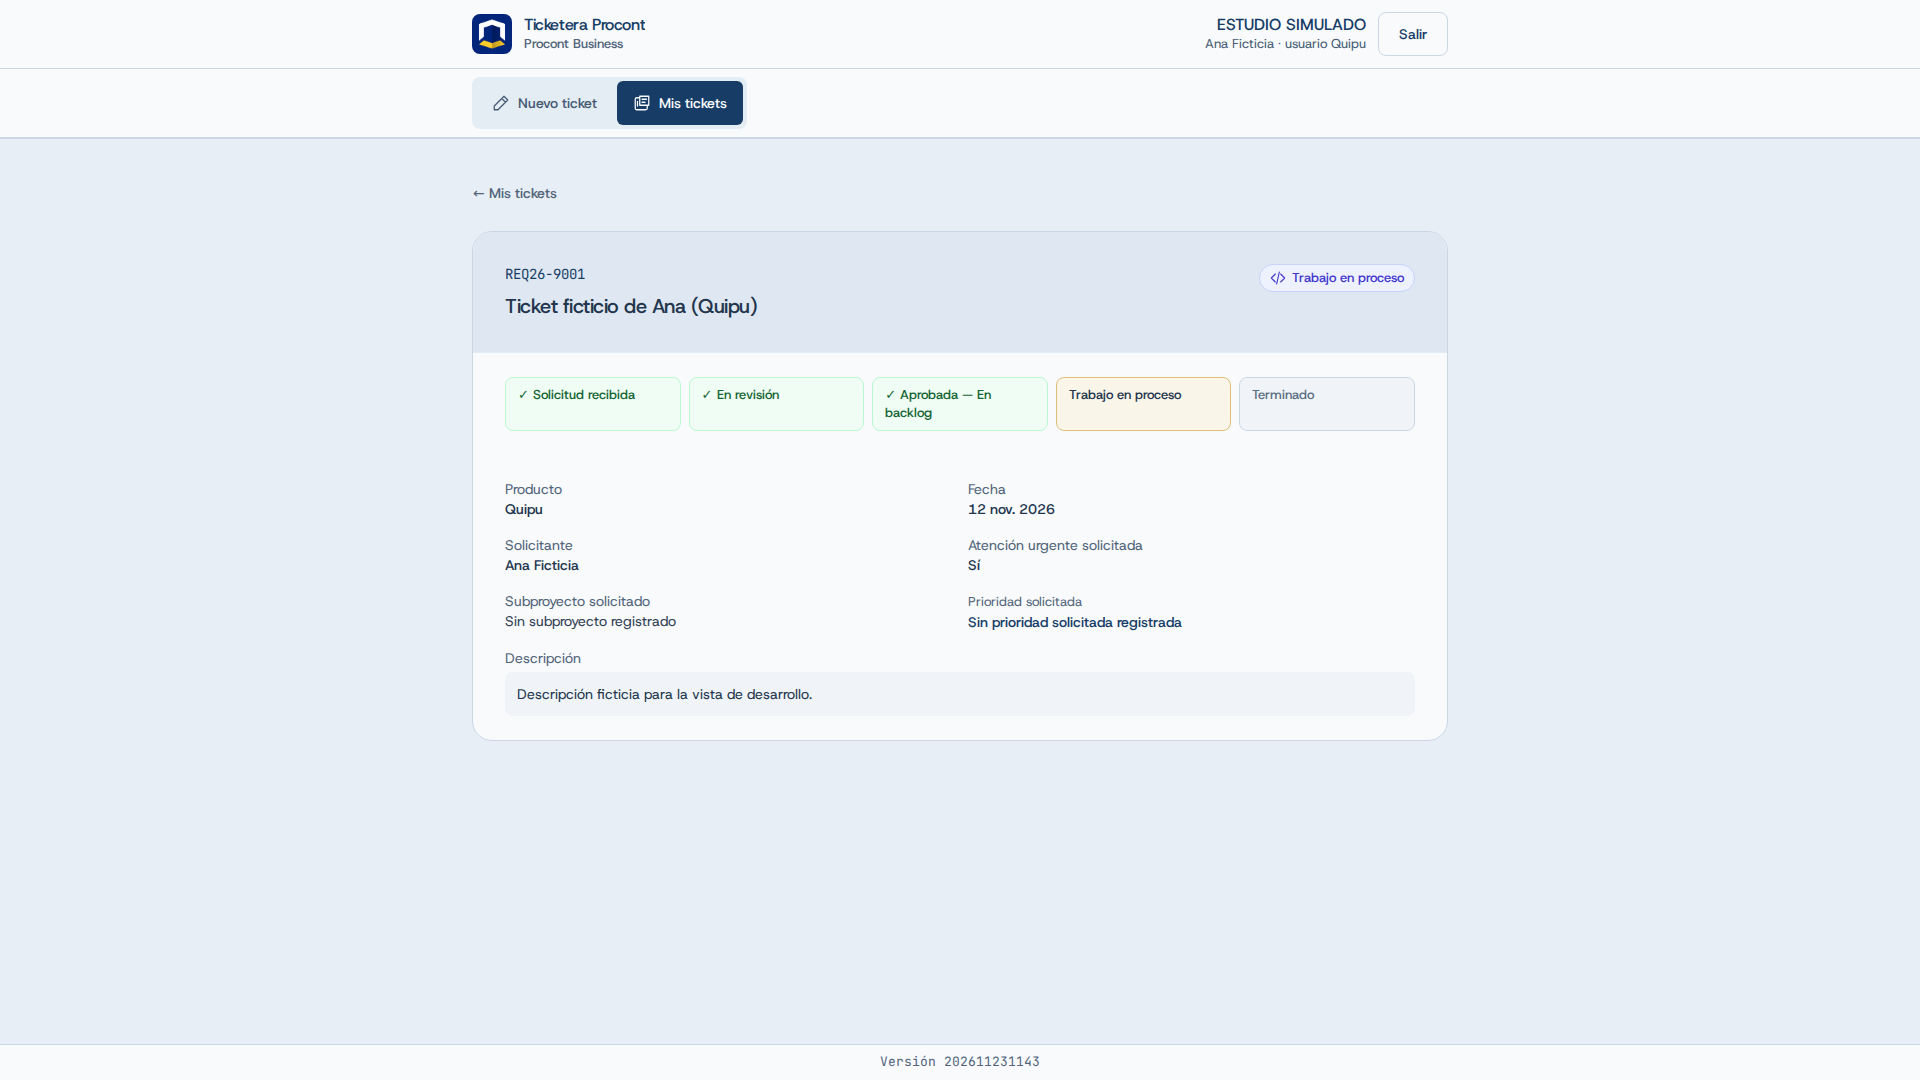 Ticketera Procont
Procont Business
ESTUDIO SIMULADO
Ana Ficticia · usuario Quipu
Salir
Nuevo ticket
Mis tickets
← Mis tickets
REQ26-9001
Trabajo en proceso
Ticket ficticio de Ana (Quipu)
✓ Solicitud recibida
✓ En revisión
✓ Aprobada — En
backlog
Trabajo en proceso
Terminado
Producto
Quipu
Fecha
12 nov. 2026
Solicitante
Ana Ficticia
Atención urgente solicitada
Sí
Subproyecto solicitado
Sin subproyecto registrado
Prioridad solicitada
Sin prioridad solicitada registrada
Descripción
Descripción ficticia para la vista de desarrollo.
Versión 202611231143